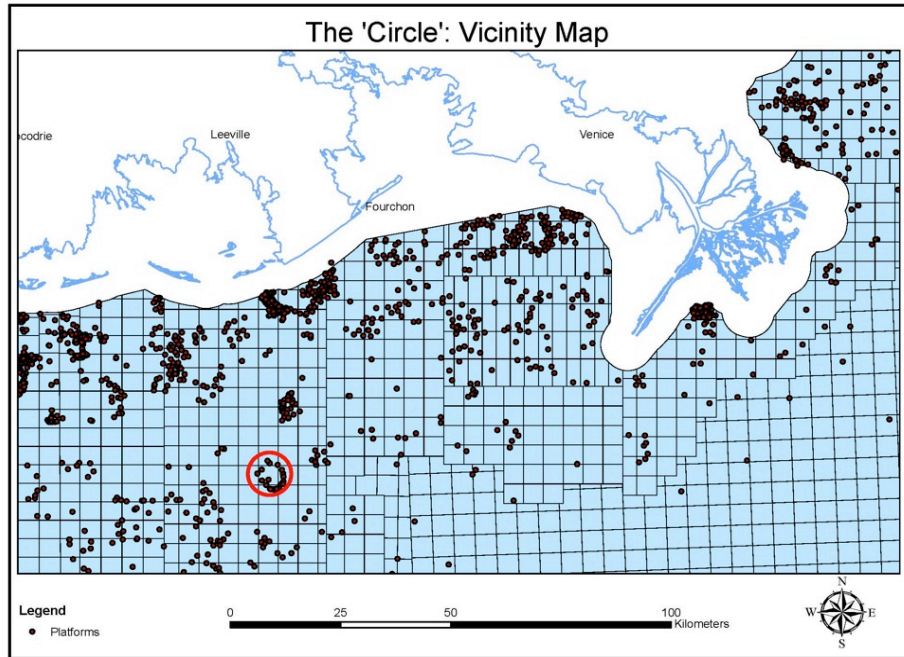 The 'Circle': Vicinity Map
ocodrie
Leeville
Venice
Fourchon
Legend
Platforms
0 25 50 100
Kilometers
N
W E
S